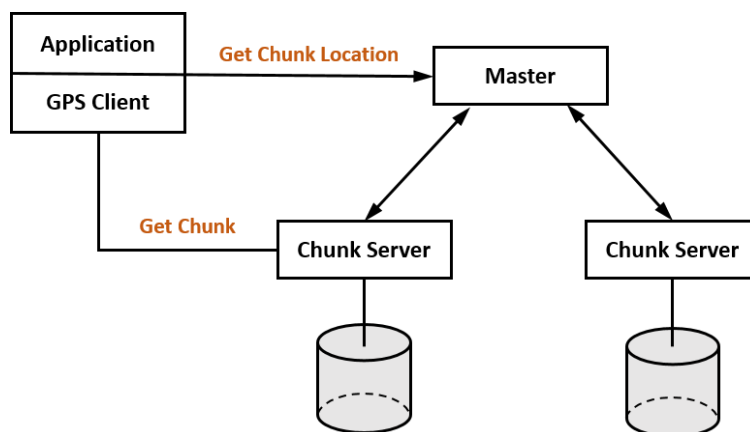 Application
GPS Client
Get Chunk Location
Master
Get Chunk
Chunk Server
Chunk Server